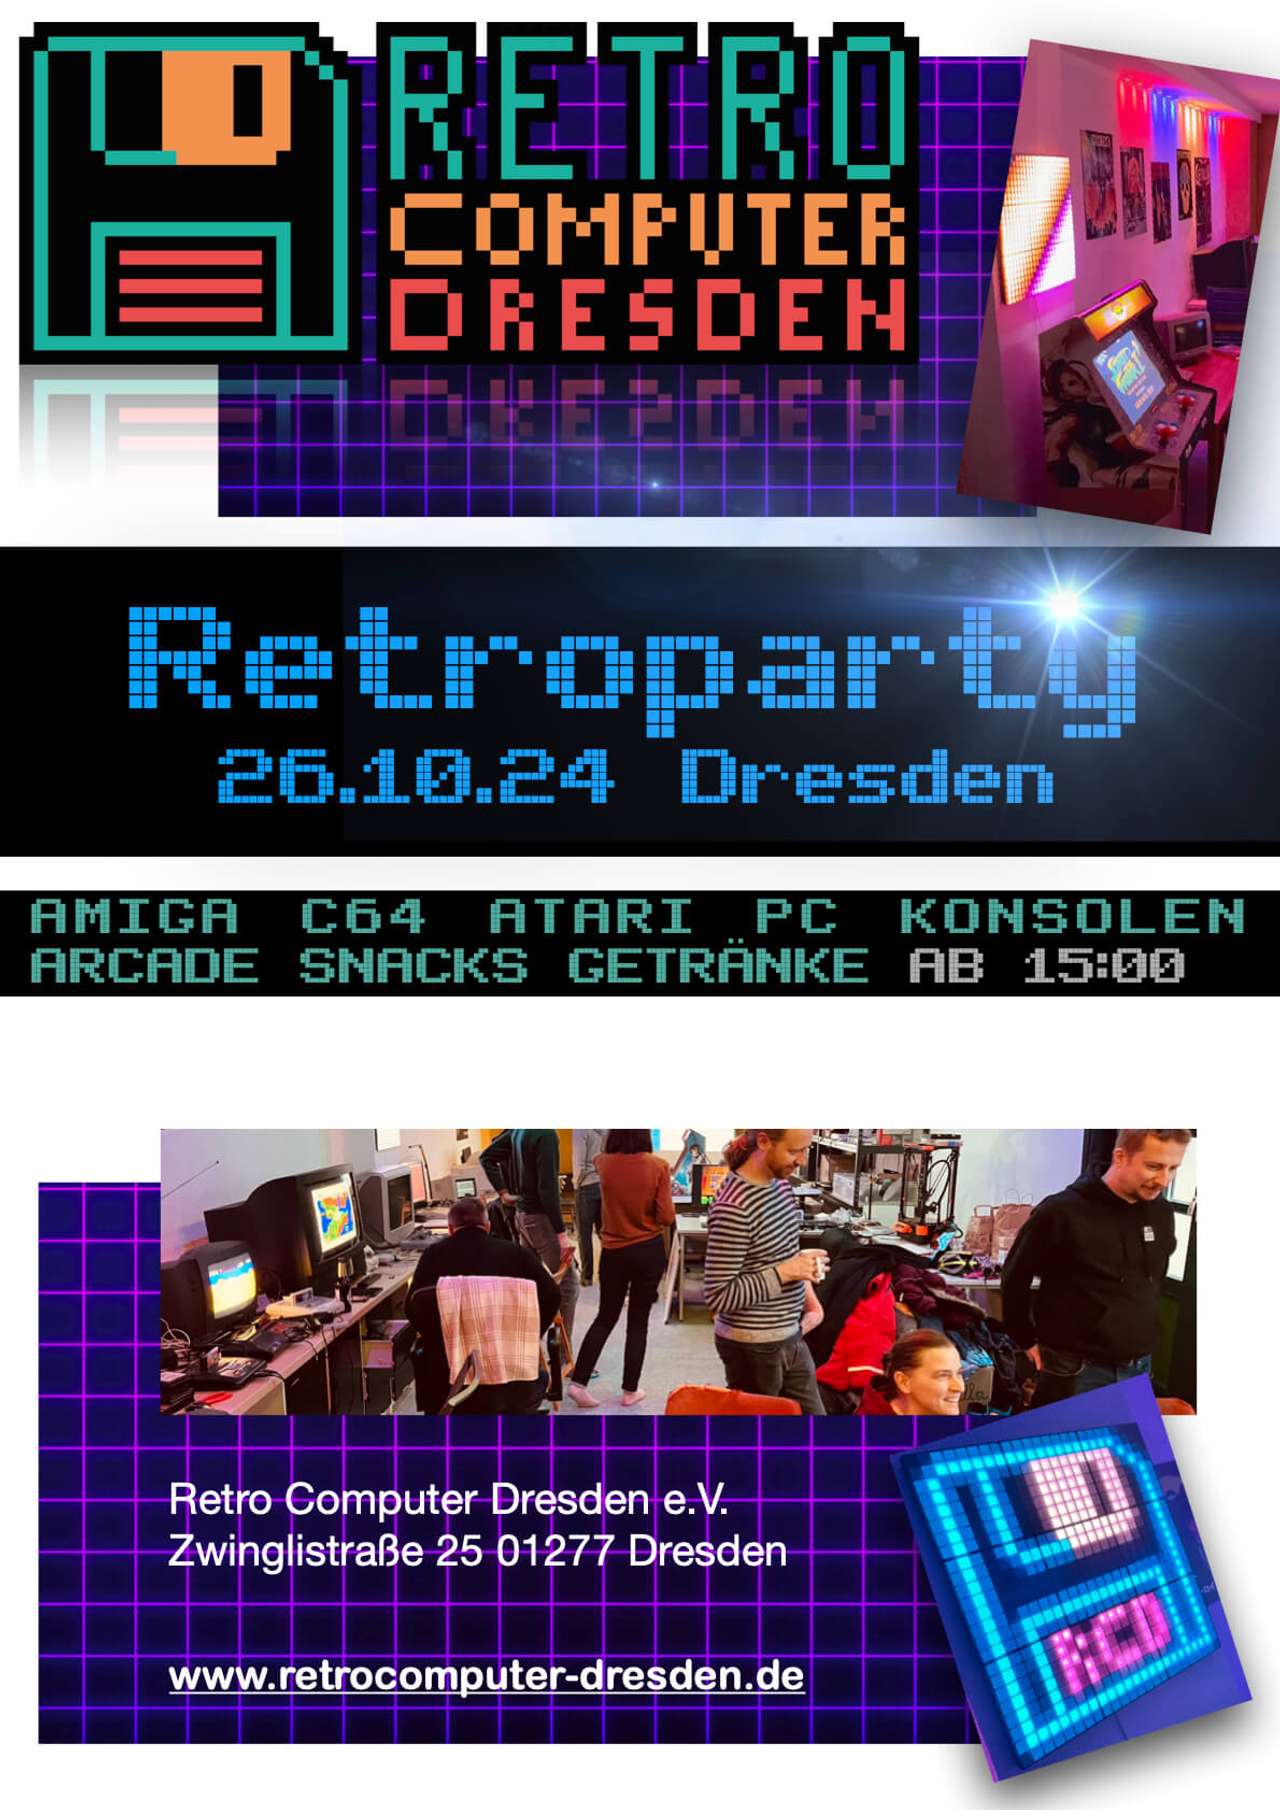 RETRO
COMPUTER
DRESDEN
Retroparty
26.10.24 Dresden
AMIGA C64 ATARI PC KONSOLEN
ARCADE SNACKS GETRÄNKE AB 15:00
Retro Computer Dresden e.V.
Zwinglistraße 25 01277 Dresden
www.retrocomputer-dresden.de
RCD